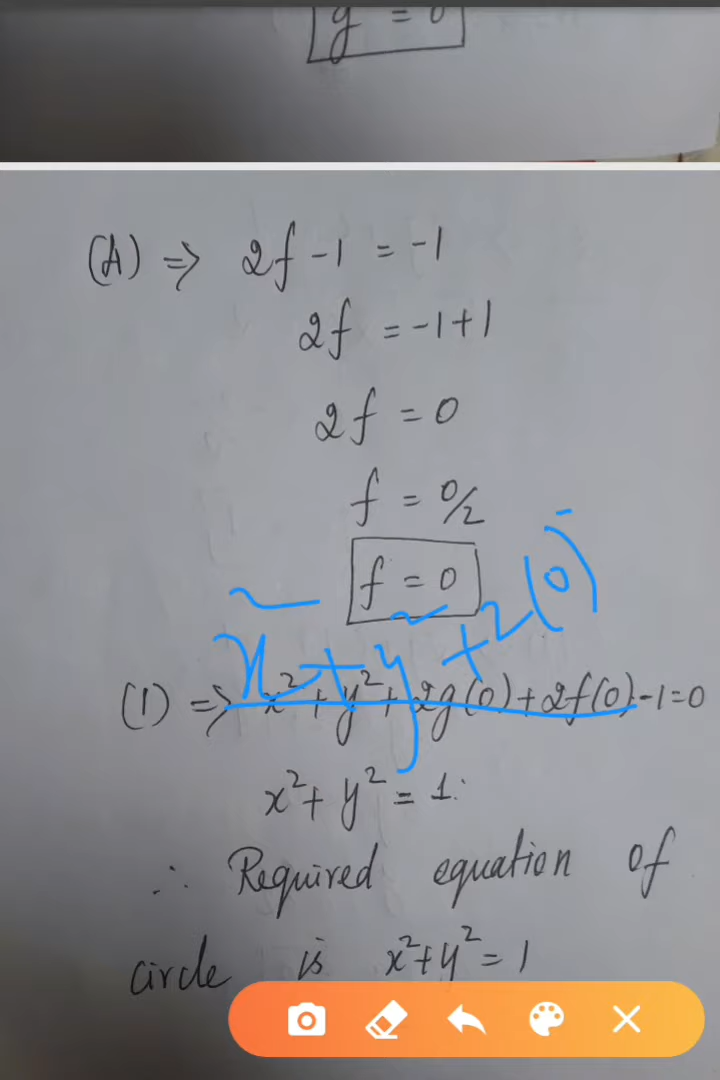 g = 0
(A) ⇒ 2f - 1 = -1
2f = -1 + 1
2f = 0
f = 0/2
f = 0
x + y + 2(0)
(1) ⇒ x² + y² + 2g(0) + 2f(0) - 1 = 0
x² + y² = 1.
∴ Required equation of
circle is x² + y² = 1